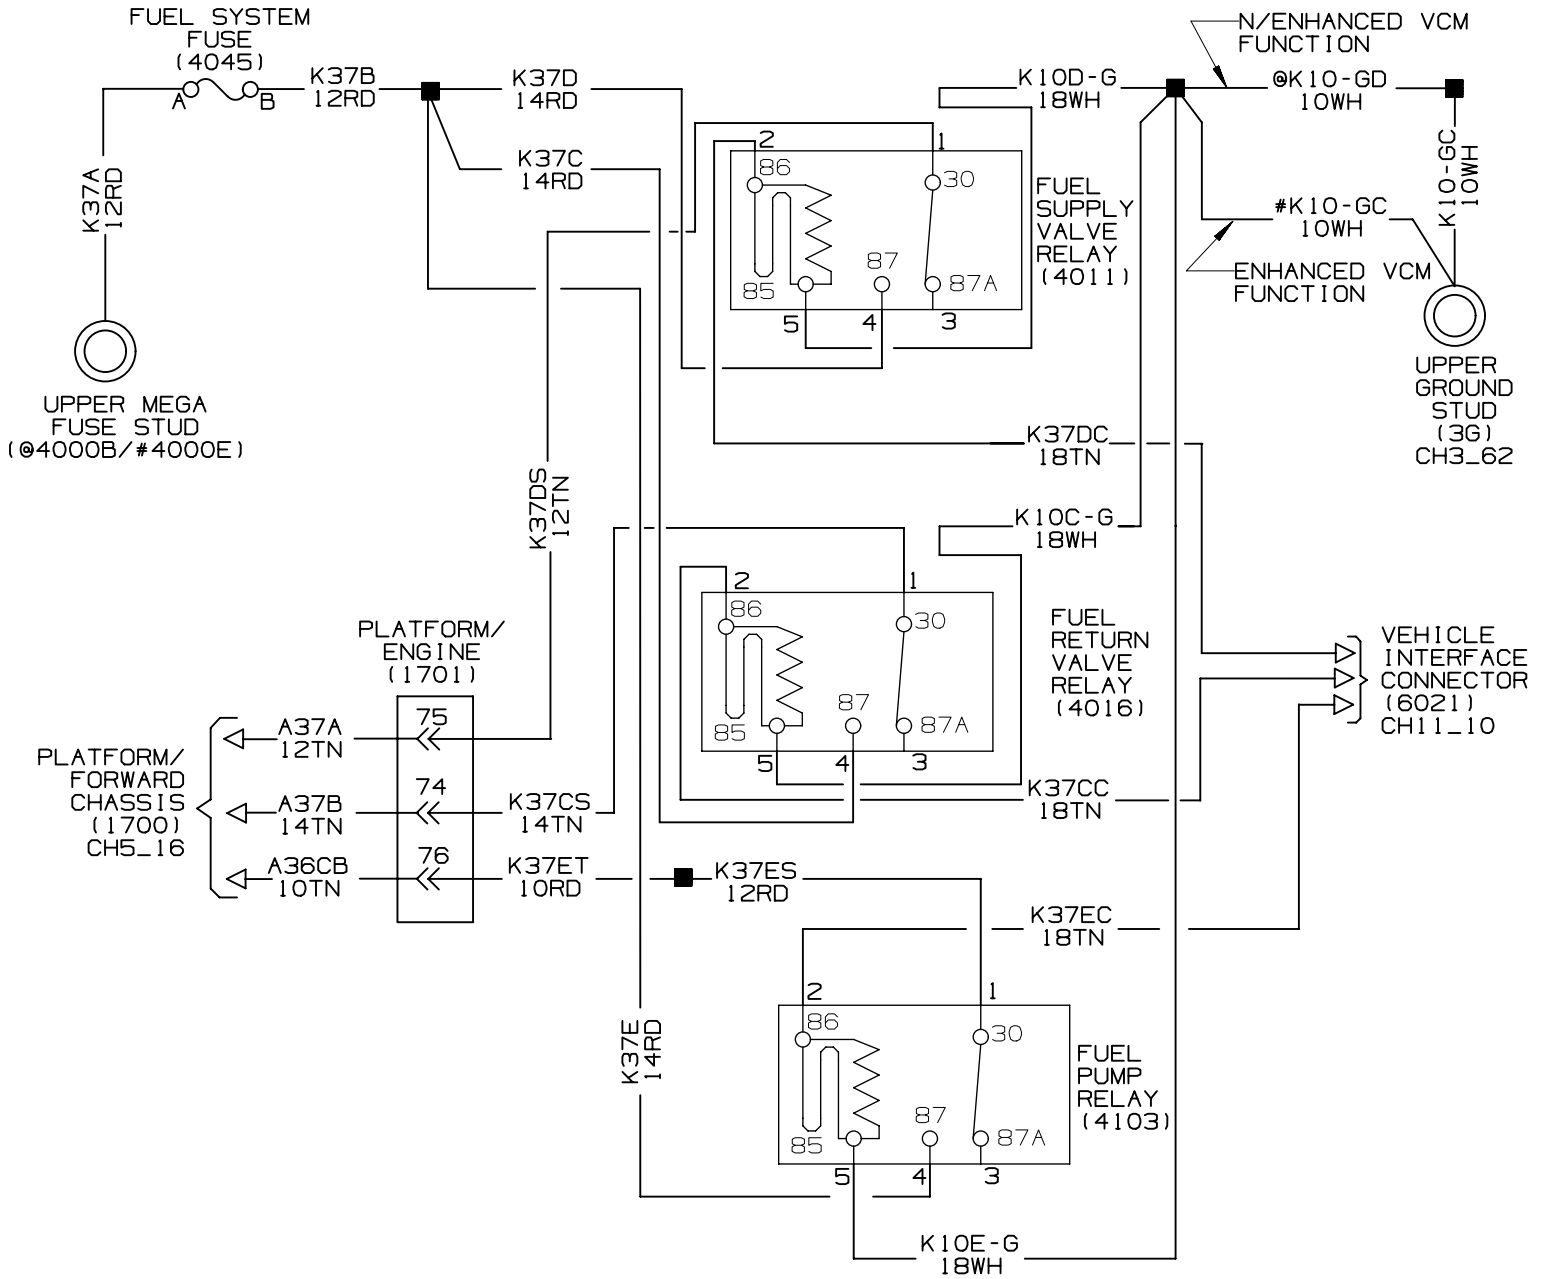 FUEL SYSTEM
FUSE
(4045)
A
B
K37B
12RD
K37D
14RD
K37C
14RD
K37A
12RD
UPPER MEGA
FUSE STUD
(@4000B/#4000E)
K10D-G
18WH
N/ENHANCED VCM
FUNCTION
@K10-GD
10WH
K10-GC
10WH
#K10-GC
10WH
ENHANCED VCM
FUNCTION
UPPER
GROUND
STUD
(3G)
CH3_62
2
1
86
30
87
85
87A
5
4
3
FUEL
SUPPLY
VALVE
RELAY
(4011)
K37DC
18TN
K37DS
12TN
K10C-G
18WH
2
1
86
30
87
85
87A
5
4
3
FUEL
RETURN
VALVE
RELAY
(4016)
VEHICLE
INTERFACE
CONNECTOR
(6021)
CH11_10
PLATFORM/
ENGINE
(1701)
75
74
76
PLATFORM/
FORWARD
CHASSIS
(1700)
CH5_16
A37A
12TN
A37B
14TN
A36CB
10TN
K37CS
14TN
K37ET
10RD
K37CC
18TN
K37ES
12RD
K37EC
18TN
K37E
14RD
2
1
86
30
87
85
87A
5
4
3
FUEL
PUMP
RELAY
(4103)
K10E-G
18WH